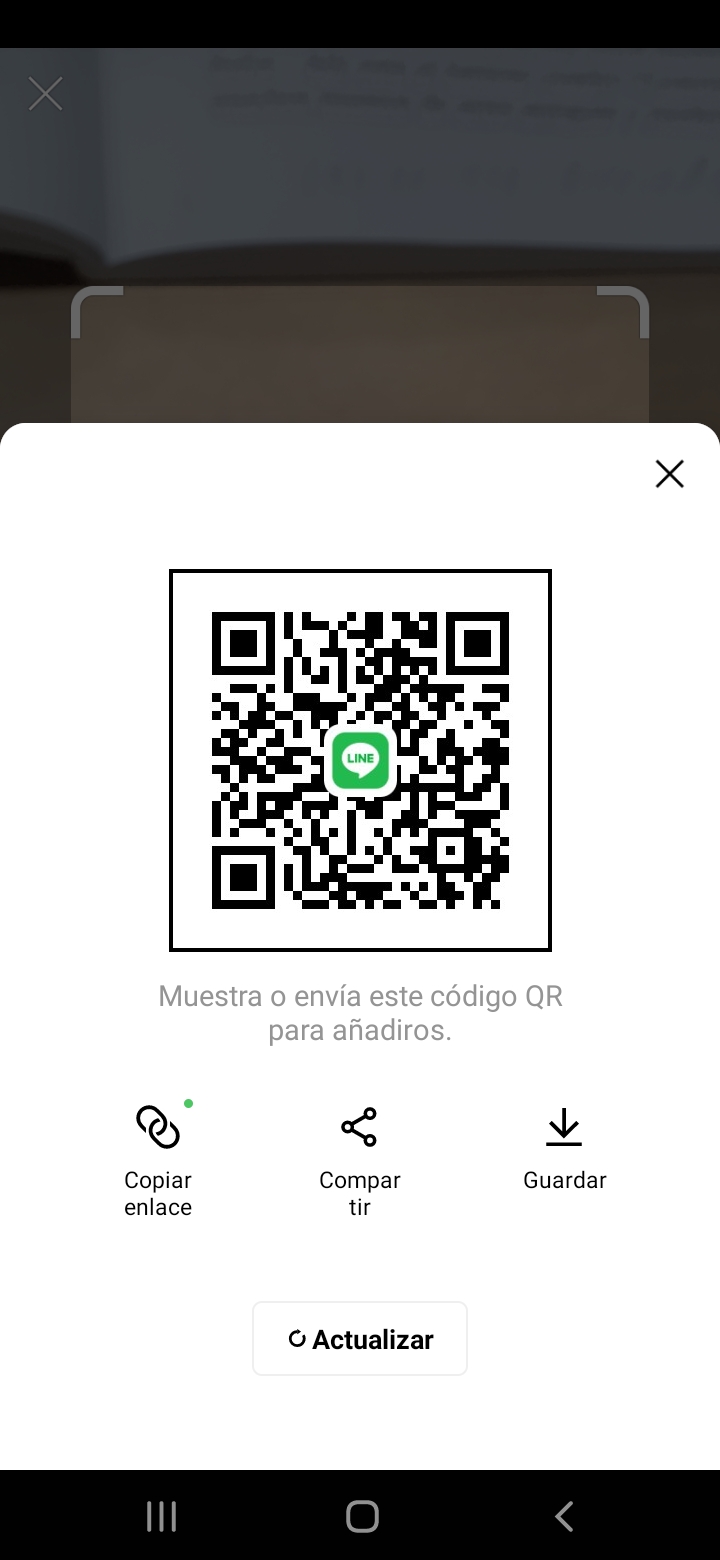 LINE
Muestra o envía este código QR
para añadiros.
Copiar
enlace
Compar
tir
Guardar
Actualizar